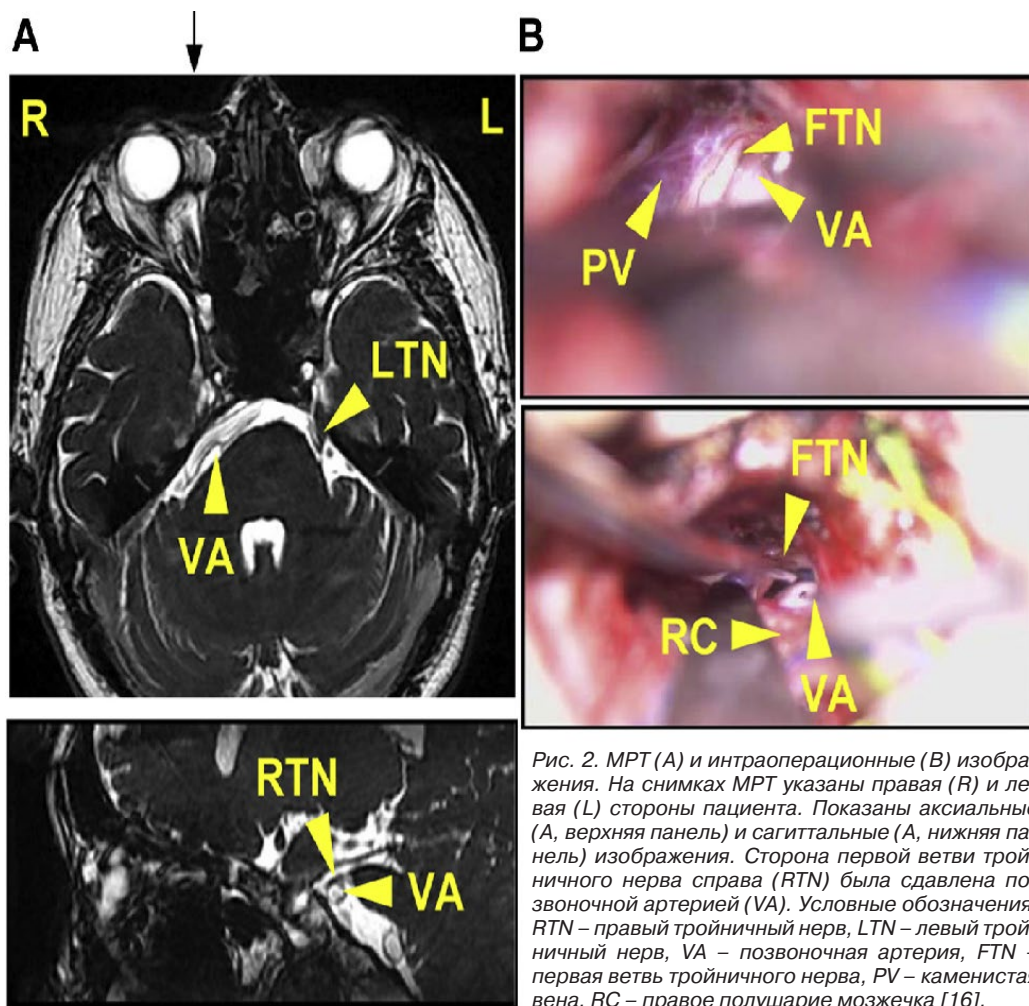 A
B
R
L
LTN
VA
FTN
VA
PV
FTN
RC
VA
RTN
VA
Рис. 2. МРТ (А) и интраоперационные (В) изобра-
жения. На снимках МРТ указаны правая (R) и ле-
вая (L) стороны пациента. Показаны аксиальные
(А, верхняя панель) и сагиттальные (А, нижняя па-
нель) изображения. Сторона первой ветви трой-
ничного нерва справа (RTN) была сдавлена по-
звоночной артерией (VA). Условные обозначения:
RTN – правый тройничный нерв, LTN – левый трой-
ничный нерв, VA – позвоночная артерия, FTN –
первая ветвь тройничного нерва, PV – каменистая
вена, RC – правое полушарие мозжечка [16].